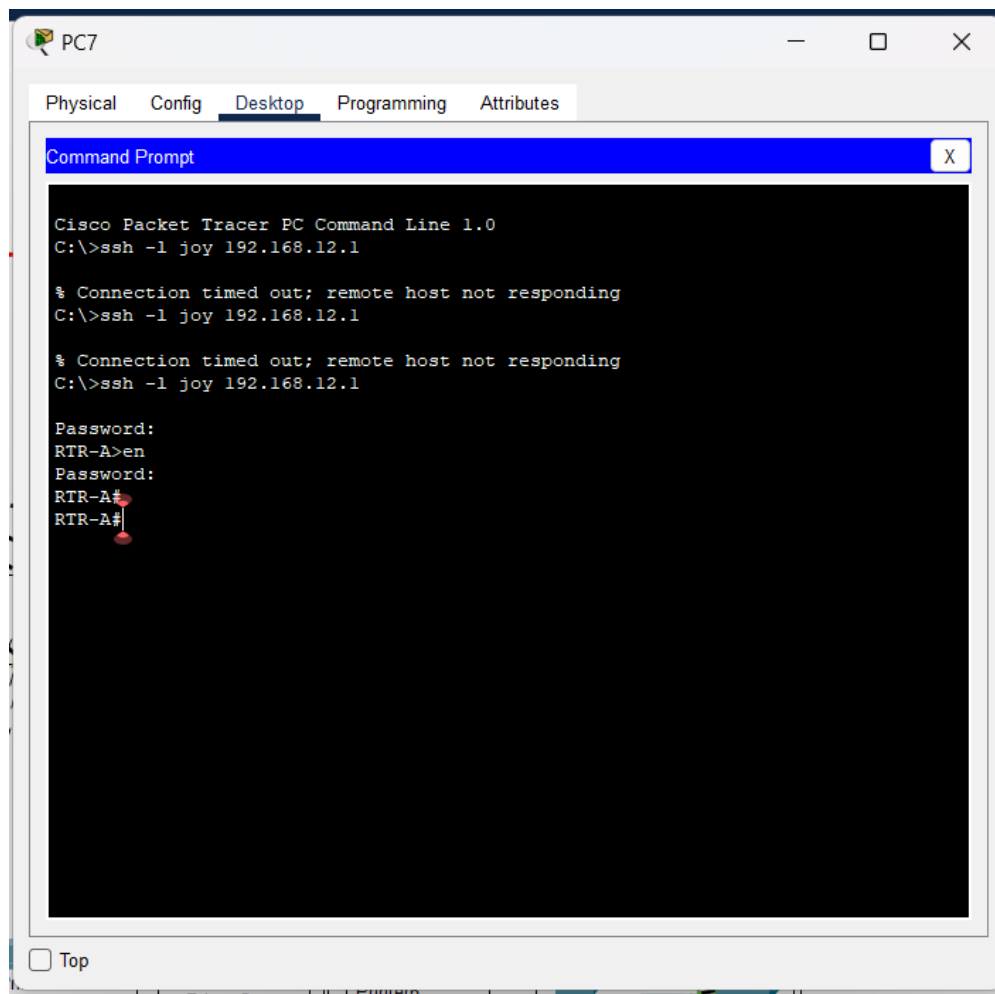 PC7
Physical Config Desktop Programming Attributes
Command Prompt X
Cisco Packet Tracer PC Command Line 1.0
C:\>ssh -l joy 192.168.12.1
% Connection timed out; remote host not responding
C:\>ssh -l joy 192.168.12.1
% Connection timed out; remote host not responding
C:\>ssh -l joy 192.168.12.1
Password:
RTR-A>en
Password:
RTR-A#
RTR-A#
Top